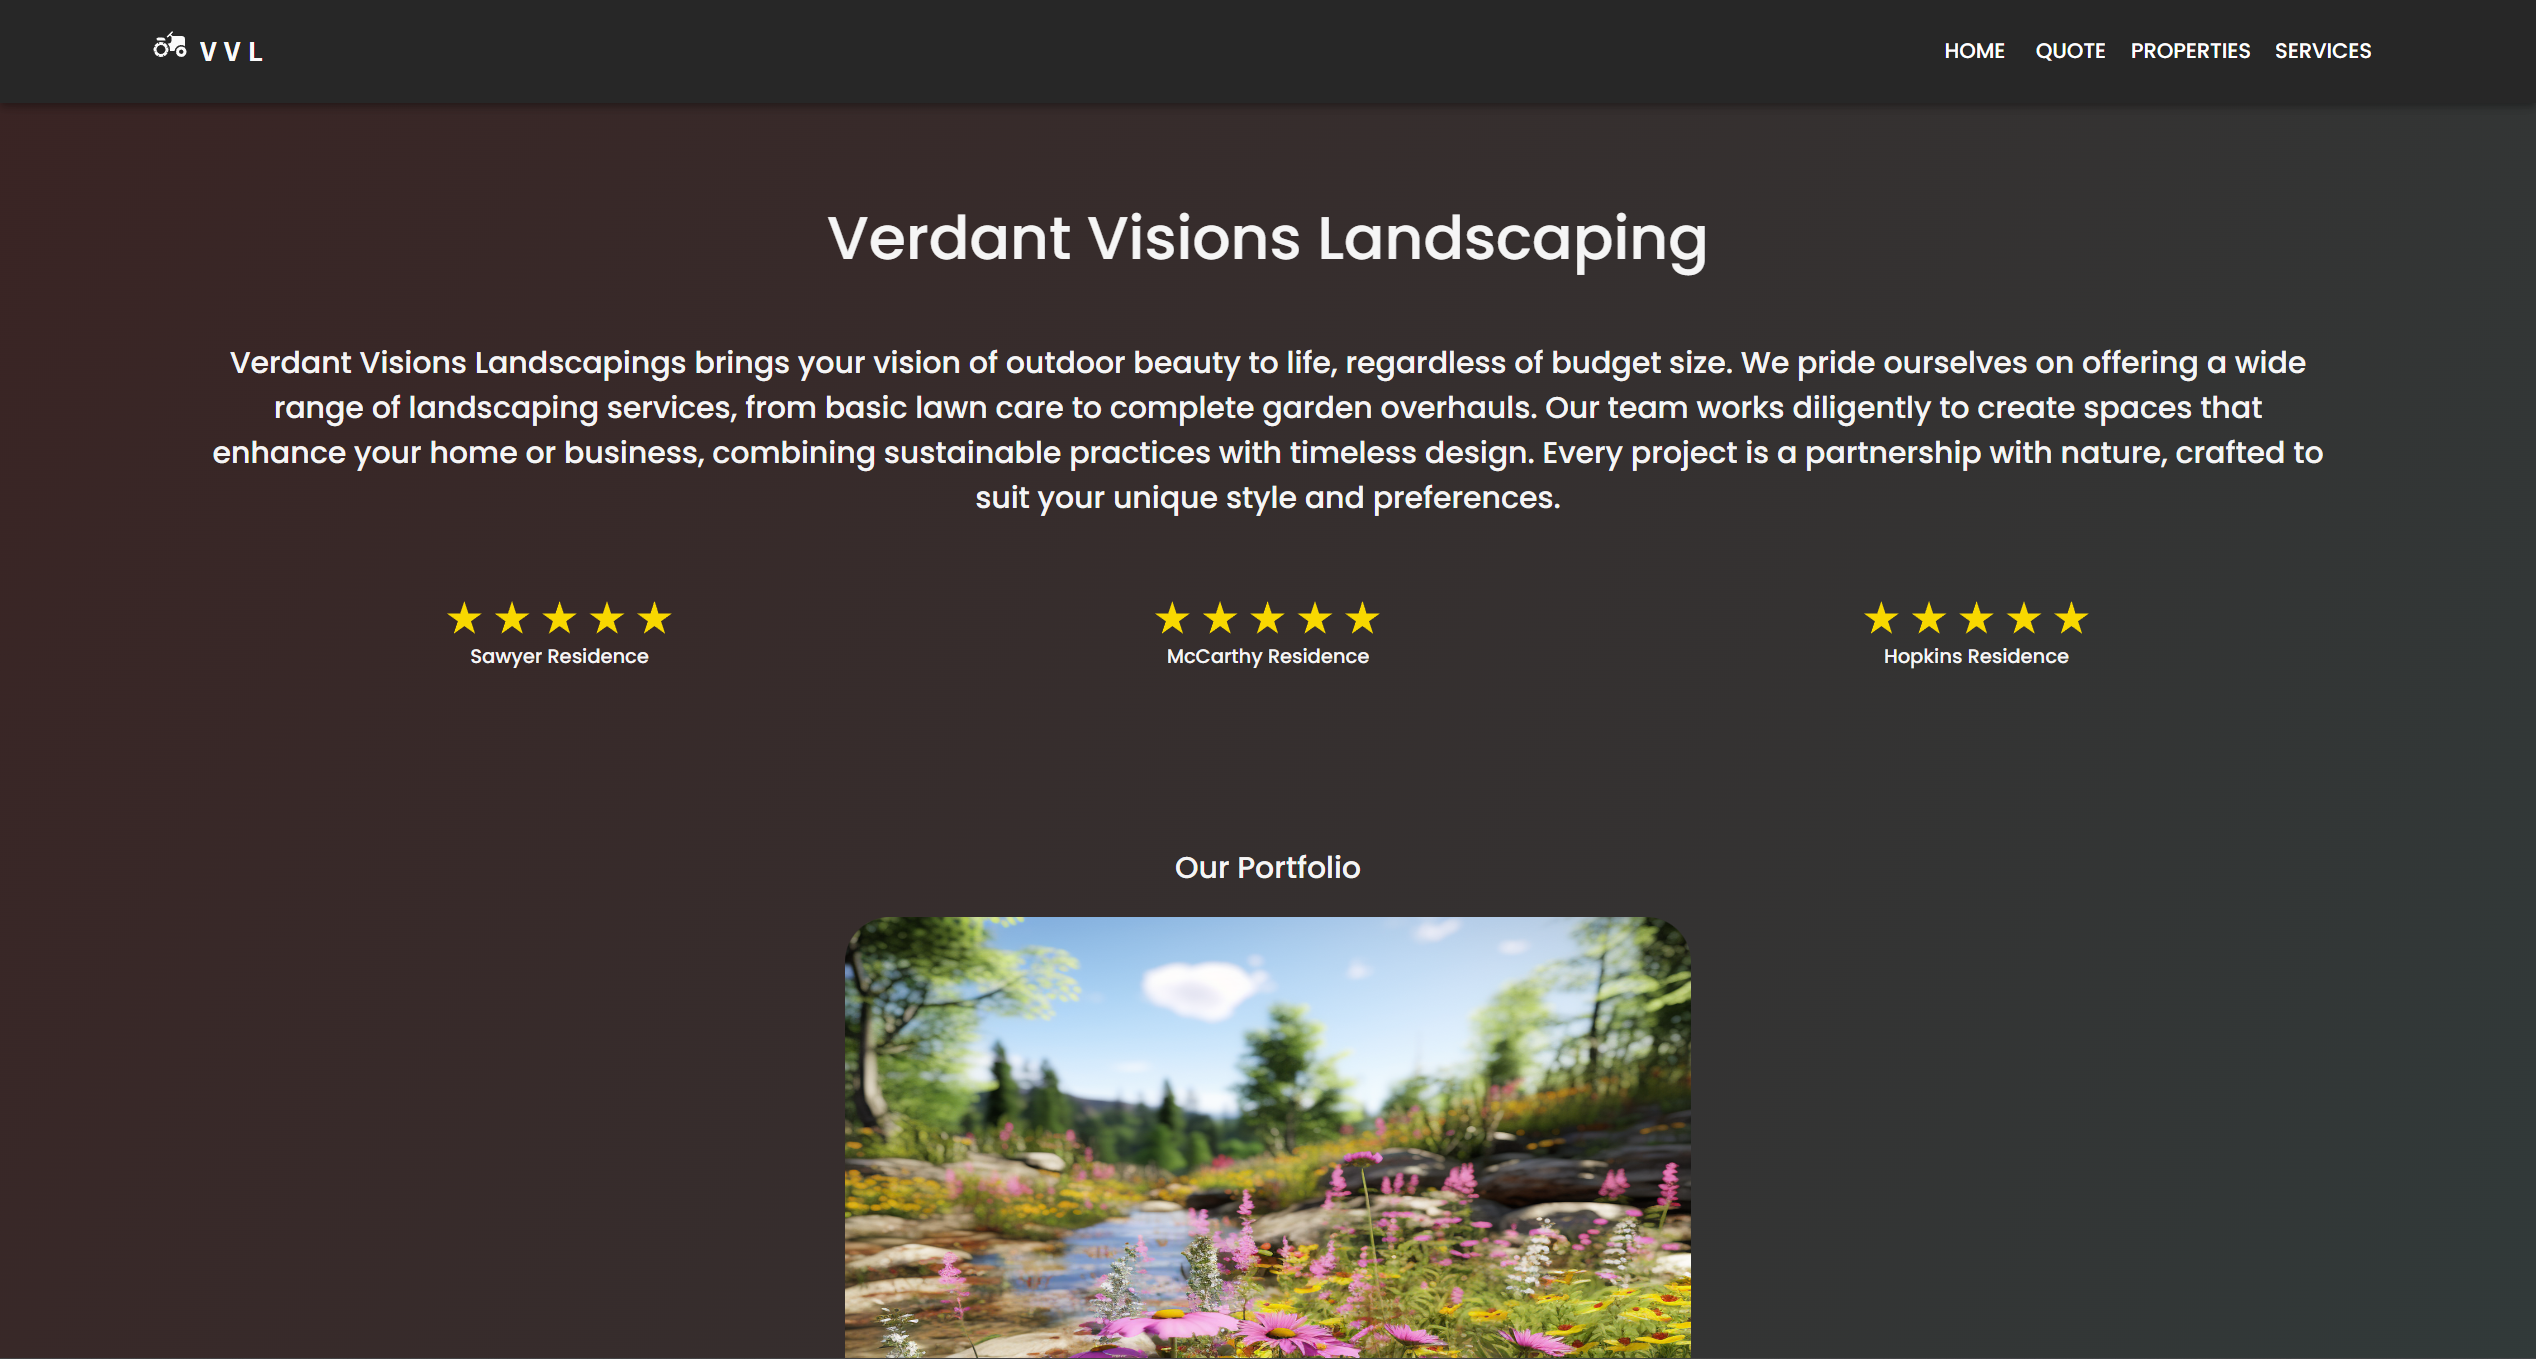 VVL
HOME QUOTE PROPERTIES SERVICES
Verdant Visions Landscaping
Verdant Visions Landscapings brings your vision of outdoor beauty to life, regardless of budget size. We pride ourselves on offering a wide
range of landscaping services, from basic lawn care to complete garden overhauls. Our team works diligently to create spaces that
enhance your home or business, combining sustainable practices with timeless design. Every project is a partnership with nature, crafted to
suit your unique style and preferences.
Sawyer Residence
McCarthy Residence
Hopkins Residence
Our Portfolio